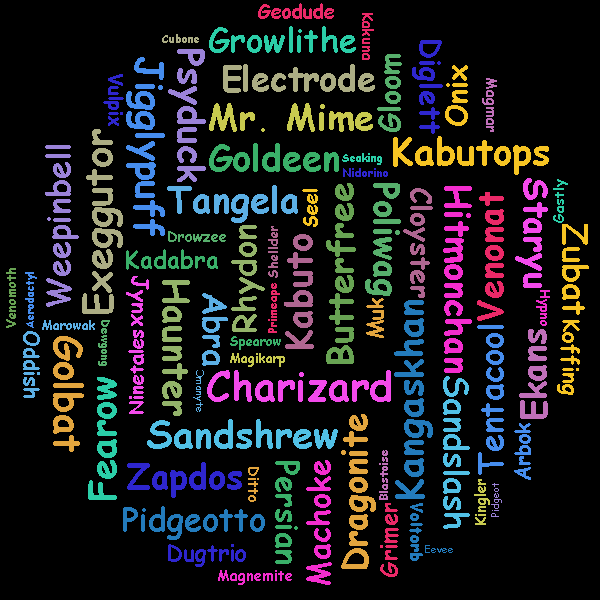 Geodude
Cubone
Growlithe
Kakuna
Psyduck
Jigglypuff
Vulpix
Electrode
Gloom
Diglett
Onix
Magmar
Mr. Mime
Goldeen
Seaking
Kabutops
Nidorino
Weepinbell
Exeggutor
Tangela
Seel
Butterfree
Poliwag
Cloyster
Hitmonchan
Venonat
Staryu
Gastly
Zubat
Drowzee
Kadabra
Rhydon
Shellder
Kabuto
Venomoth
Aerodactyl
Jynx
Haunter
Abra
Primeape
Muk
Kangaskhan
Hypno
Marowak
Dewgong
Oddish
Golbat
Ninetales
Spearow
Magikarp
Omanyte
Charizard
Tentacool
Ekans
Koffing
Fearow
Sandshrew
Sandslash
Arbok
Zapdos
Ditto
Persian
Machoke
Dragonite
Blastoise
Kingler
Pidgeot
Pidgeotto
Grimer
Voltorb
Dugtrio
Eevee
Magnemite